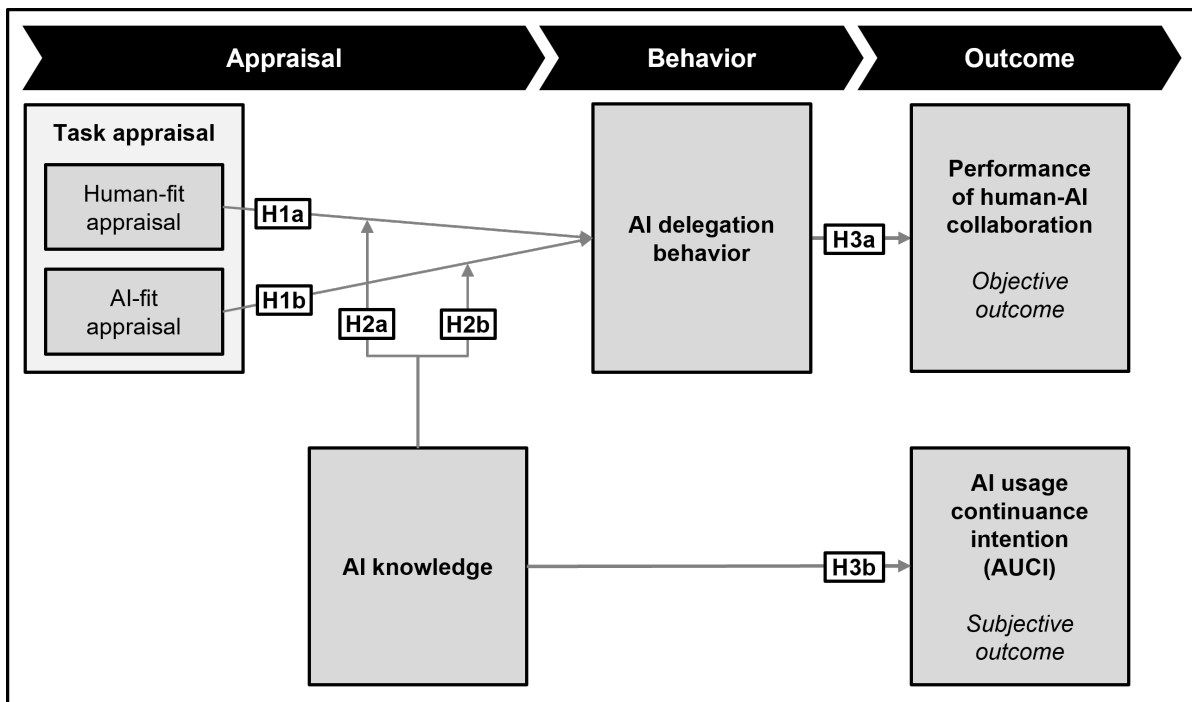 Appraisal
Behavior
Outcome
Task appraisal
Human-fit
appraisal
AI-fit
appraisal
H1a
H1b
H2a
H2b
AI delegation
behavior
H3a
Performance
of human-AI
collaboration
Objective
outcome
AI knowledge
H3b
AI usage
continuance
intention
(AUCI)
Subjective
outcome